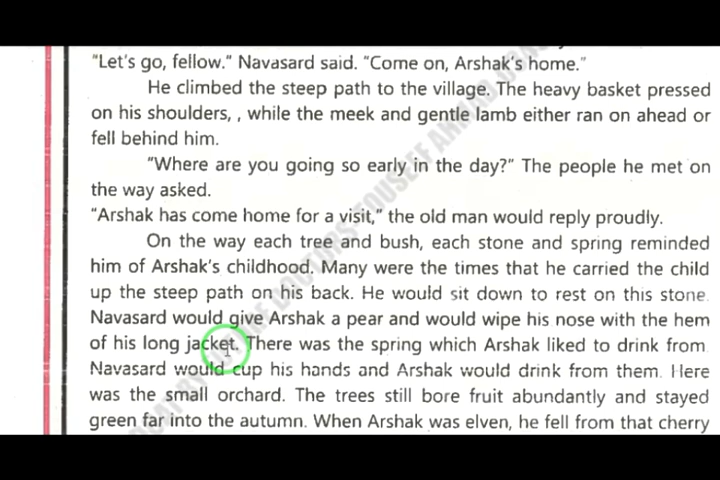 "Let's go, fellow." Navasard said. "Come on, Arshak's home."
He climbed the steep path to the village. The heavy basket pressed
on his shoulders, , while the meek and gentle lamb either ran on ahead or
fell behind him.
"Where are you going so early in the day?" The people he met on
the way asked.
"Arshak has come home for a visit," the old man would reply proudly.
On the way each tree and bush, each stone and spring reminded
him of Arshak's childhood. Many were the times that he carried the child
up the steep path on his back. He would sit down to rest on this stone.
Navasard would give Arshak a pear and would wipe his nose with the hem
of his long jacket. There was the spring which Arshak liked to drink from.
Navasard would cup his hands and Arshak would drink from them. Here
was the small orchard. The trees still bore fruit abundantly and stayed
green far into the autumn. When Arshak was elven, he fell from that cherry